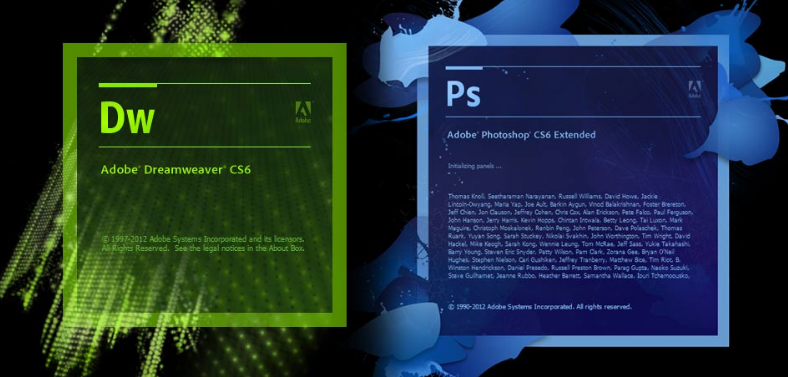 Dw
Adobe
Adobe® Dreamweaver® CS6
© 1997-2012 Adobe Systems Incorporated and its licensors.
All Rights Reserved. See the legal notices in the About Box.
Ps
Adobe
Adobe® Photoshop® CS6 Extended
Initializing panels ...
Thomas Knoll, Seetharaman Narayanan, Russell Williams, David Howe, Jackie
Lincoln-Owyang, Maria Yap, Joe Ault, Barkin Aygun, Vinod Balakrishnan, Foster Brereton,
Jeff Chien, Jon Clauson, Jeffrey Cohen, Chris Cox, Alan Erickson, Pete Falco, Paul Ferguson,
John Hanson, Jerry Harris, Kevin Hopps, Chintan Intwala, Betty Leong, Tai Luxon, Mark
Maguire, Christoph Moskalonek, Renbin Peng, John Peterson, Dave Polaschek, Thomas
Ruark, Yuyan Song, Sarah Stuckey, Nikolai Svakhin, John Worthington, Tim Wright, David
Hackel, Mike Keogh, Sarah Kong, Wennie Leung, Tom McRae, Jeff Sass, Yukie Takahashi,
Barry Young, Steven Eric Snyder, Patty Wilson, Pam Clark, Zorana Gee, Bryan O'Neil
Hughes, Stephen Nielson, Cari Gushiken, Jeffrey Tranberry, Matthew Bice, Tim Riot, B.
Winston Hendrickson, Daniel Presedo, Russell Preston Brown, Parag Gupta, Naoko Suzuki,
Steve Guilhamet, Jeanne Rubbo, Heather Barrett, Samantha Wallace, Iouri Tchernoousko,
© 1990-2012 Adobe Systems Incorporated. All rights reserved.